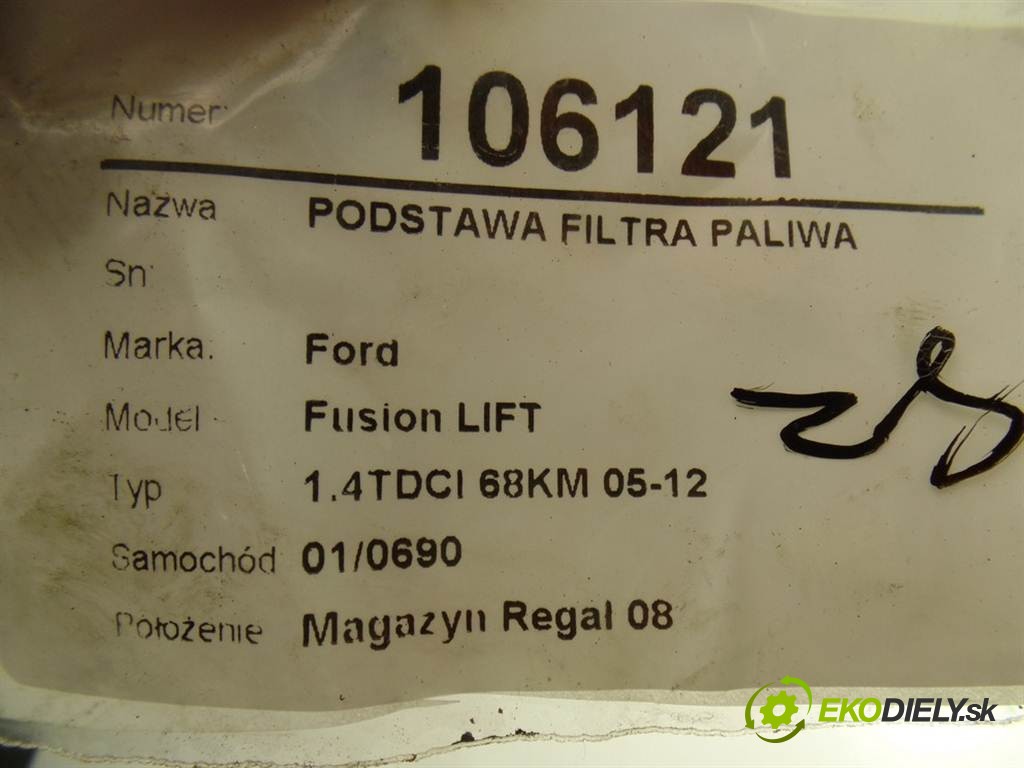 Numer: 106121
Nazwa PODSTAWA FILTRA PALIWA
Sn:
Marka: Ford
Model Fusion LIFT
Typ 1.4TDCI 68KM 05-12
Samochód 01/0690
Położenie Magazyn Regał 08
EKODIELY.sk